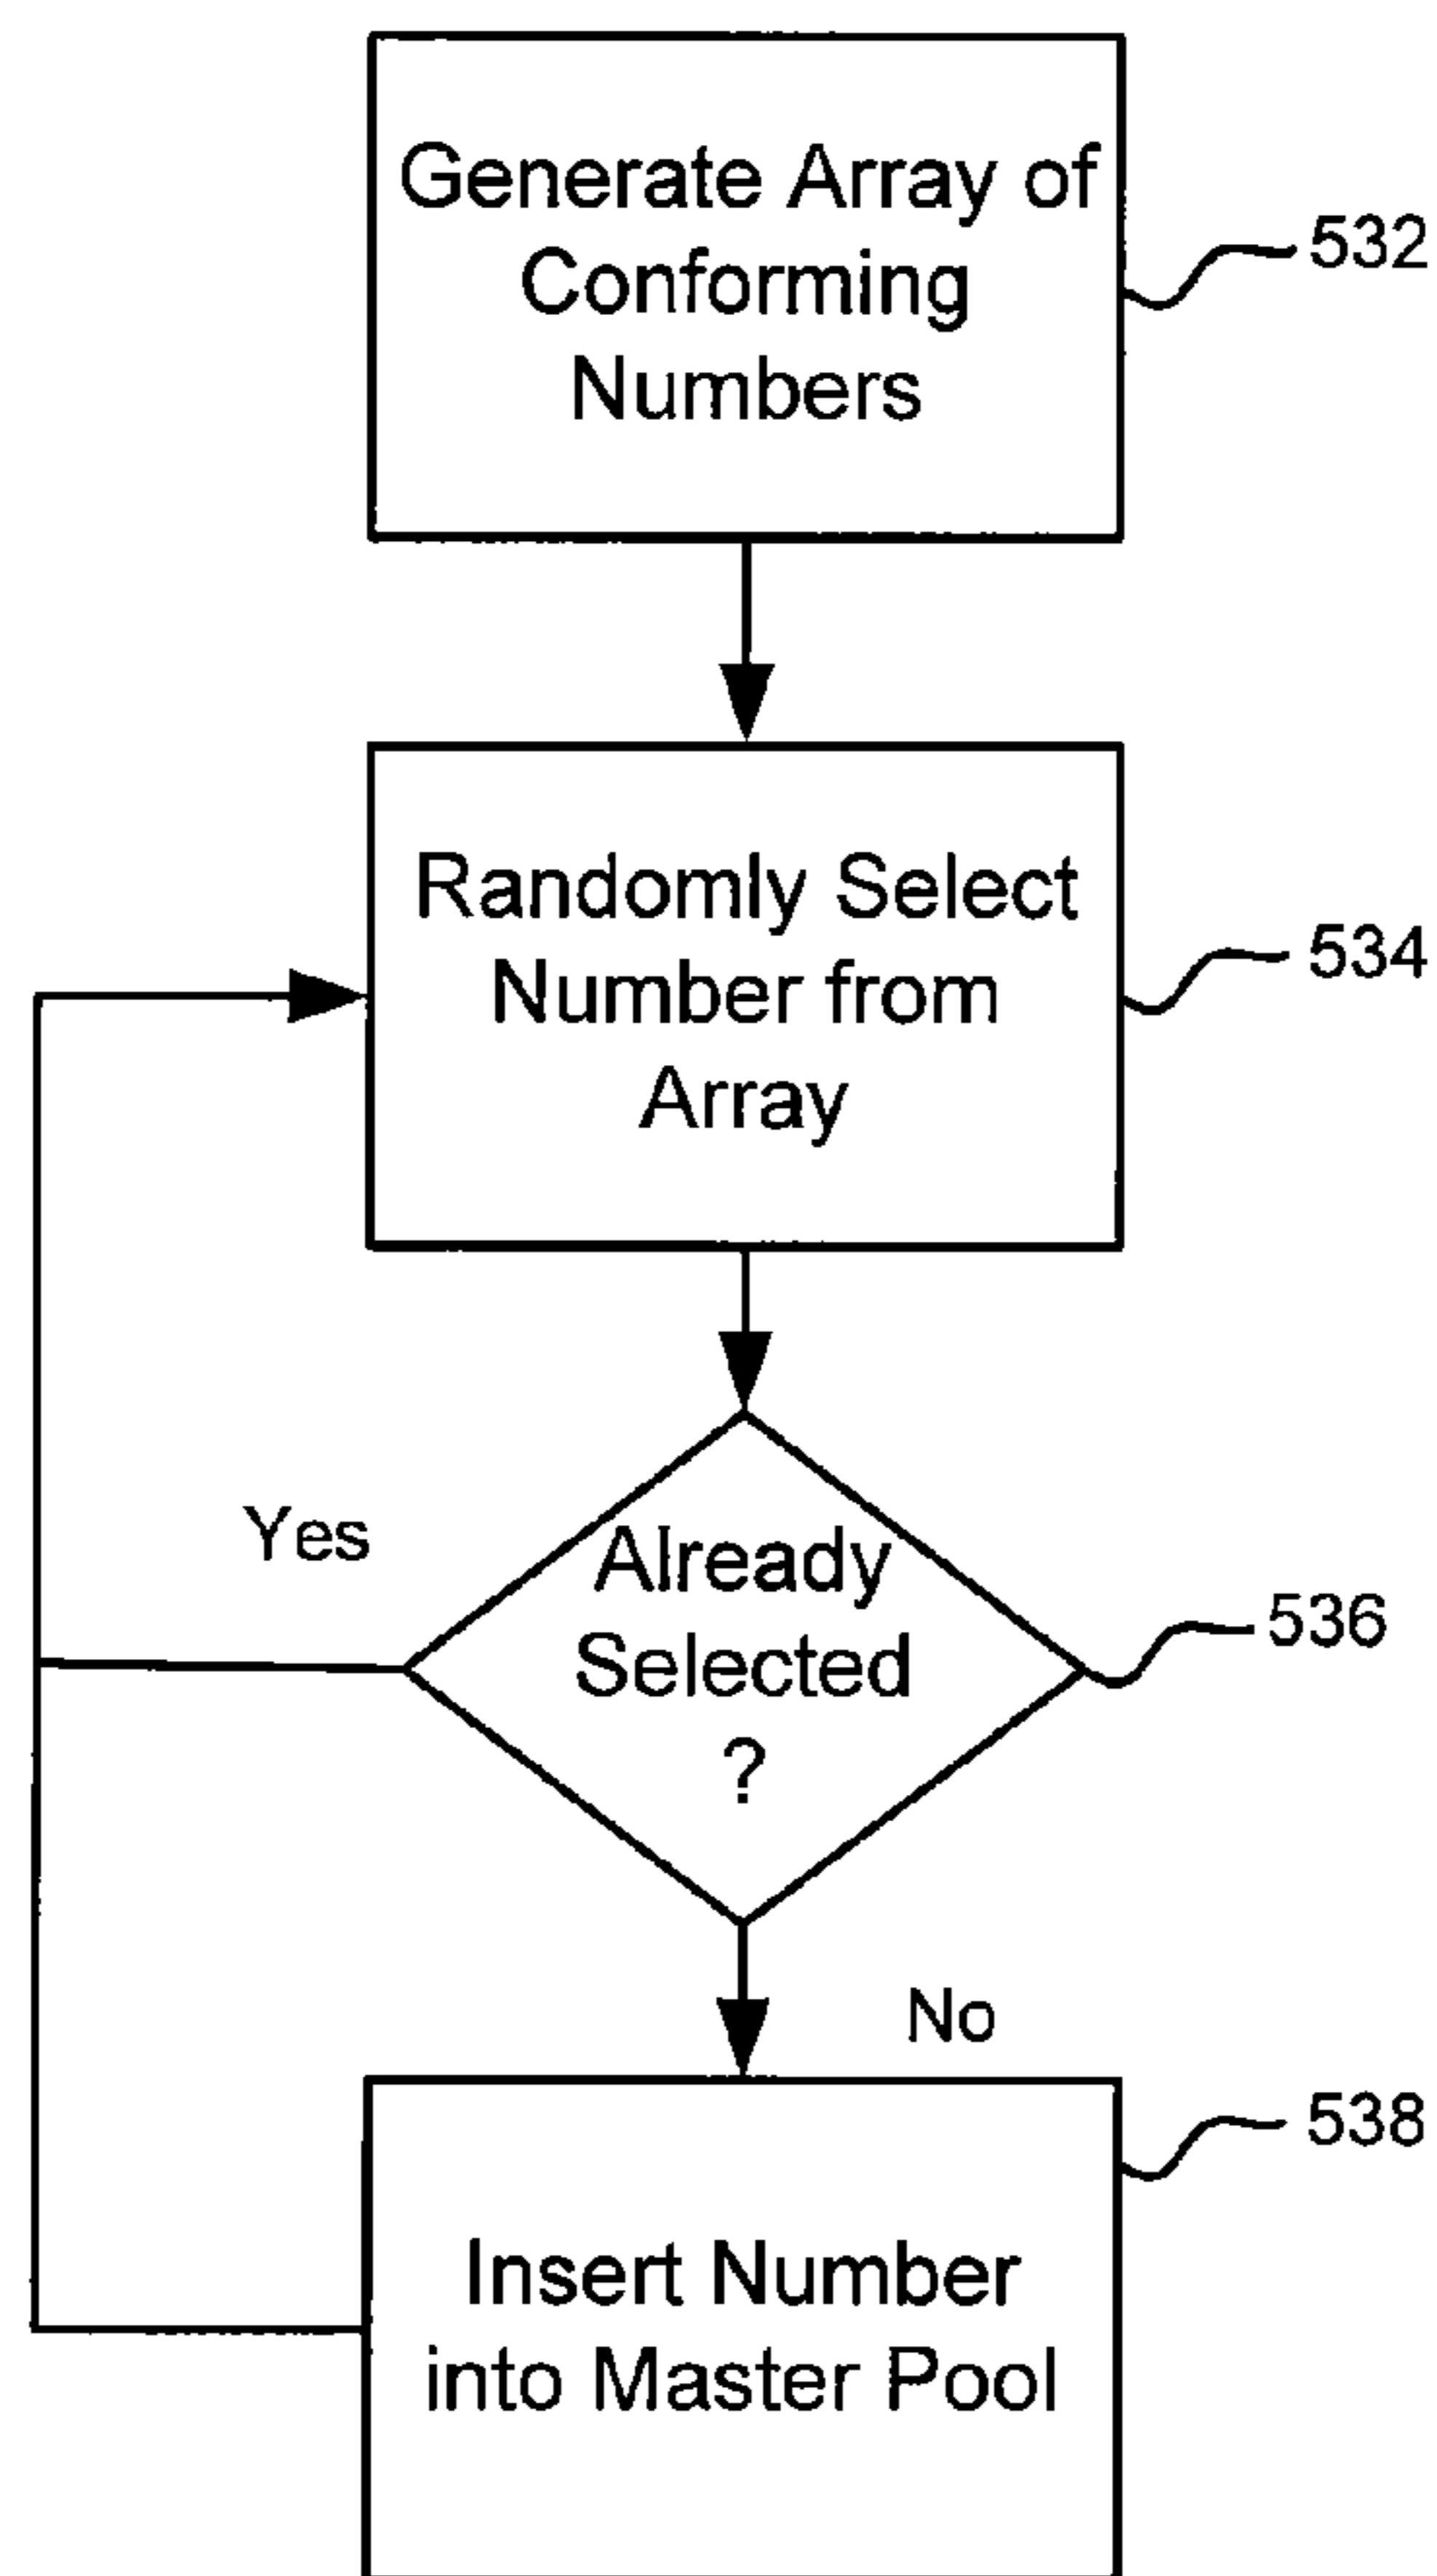 Generate Array of
Conforming
Numbers
532
Randomly Select
Number from
Array
534
Yes
Already
Selected
?
536
No
538
Insert Number
into Master Pool